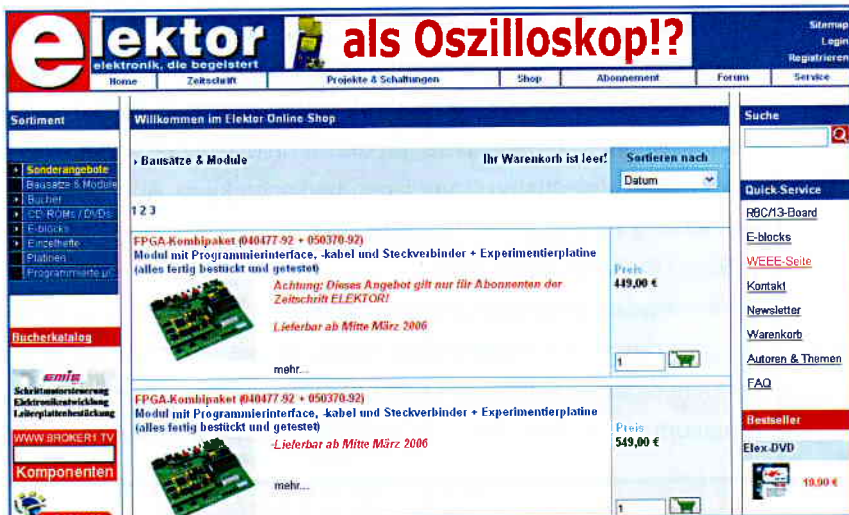 elektor
elektronik, die begeistert
als Oszilloskop!?
Sitemap
Login
Registrieren
Home Zeitschrift Projekte & Schaltungen Shop Abonnement Forum Service
Sortiment
Sonderangebote
Bausätze & Module
Bücher
CD-ROMs / DVDs
E-blocks
Einzelhefte
Platinen
Programmierte µC
Bucherkatalog
Schrittmotorsteuerung
Elektronikentwicklung
Leiterplattenbestückung
WWW.BROKER1.TV
Komponenten
Willkommen im Elektor Online Shop
› Bausätze & Module
Ihr Warenkorb ist leer!
Sortieren nach
Datum
1 2 3
FPGA-Kombipaket (040477-92 + 050370-92)
Modul mit Programmierinterface, -kabel und Steckverbinder + Experimentierplatine
(alles fertig bestückt und getestet)
Achtung: Dieses Angebot gilt nur für Abonnenten der
Zeitschrift ELEKTOR!
Lieferbar ab Mitte März 2006
mehr...
Preis
449,00 €
1
FPGA-Kombipaket (040477-92 + 050370-92)
Modul mit Programmierinterface, -kabel und Steckverbinder + Experimentierplatine
(alles fertig bestückt und getestet)
-Lieferbar ab Mitte März 2006
mehr...
Preis
549,00 €
1
Suche
Quick-Service
R8C/13-Board
E-blocks
WEEE-Seite
Kontakt
Newsletter
Warenkorb
Autoren & Themen
FAQ
Bestseller
Elex-DVD
19,90 €